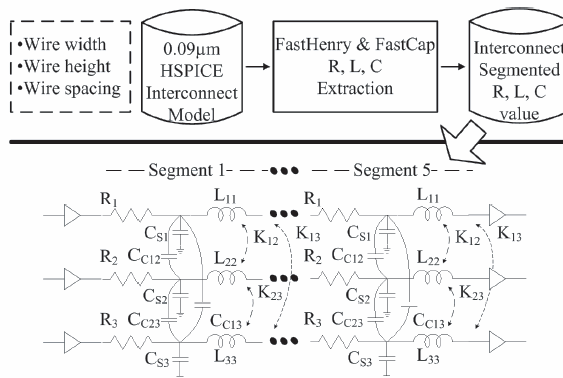 •Wire width
•Wire height
•Wire spacing
0.09μm
HSPICE
Interconnect
Model
FastHenry & FastCap
R, L, C
Extraction
Interconnect
Segmented
R, L, C
value
Segment 1
Segment 5
R1 L11 R1 L11
CS1 K12 K13 CS1 K12 K13
CC12 CC12
R2 L22 R2 L22
CS2 K23 CS2 K23
R3 CC23 CC13 R3 CC23 CC13
CS3 L33 CS3 L33